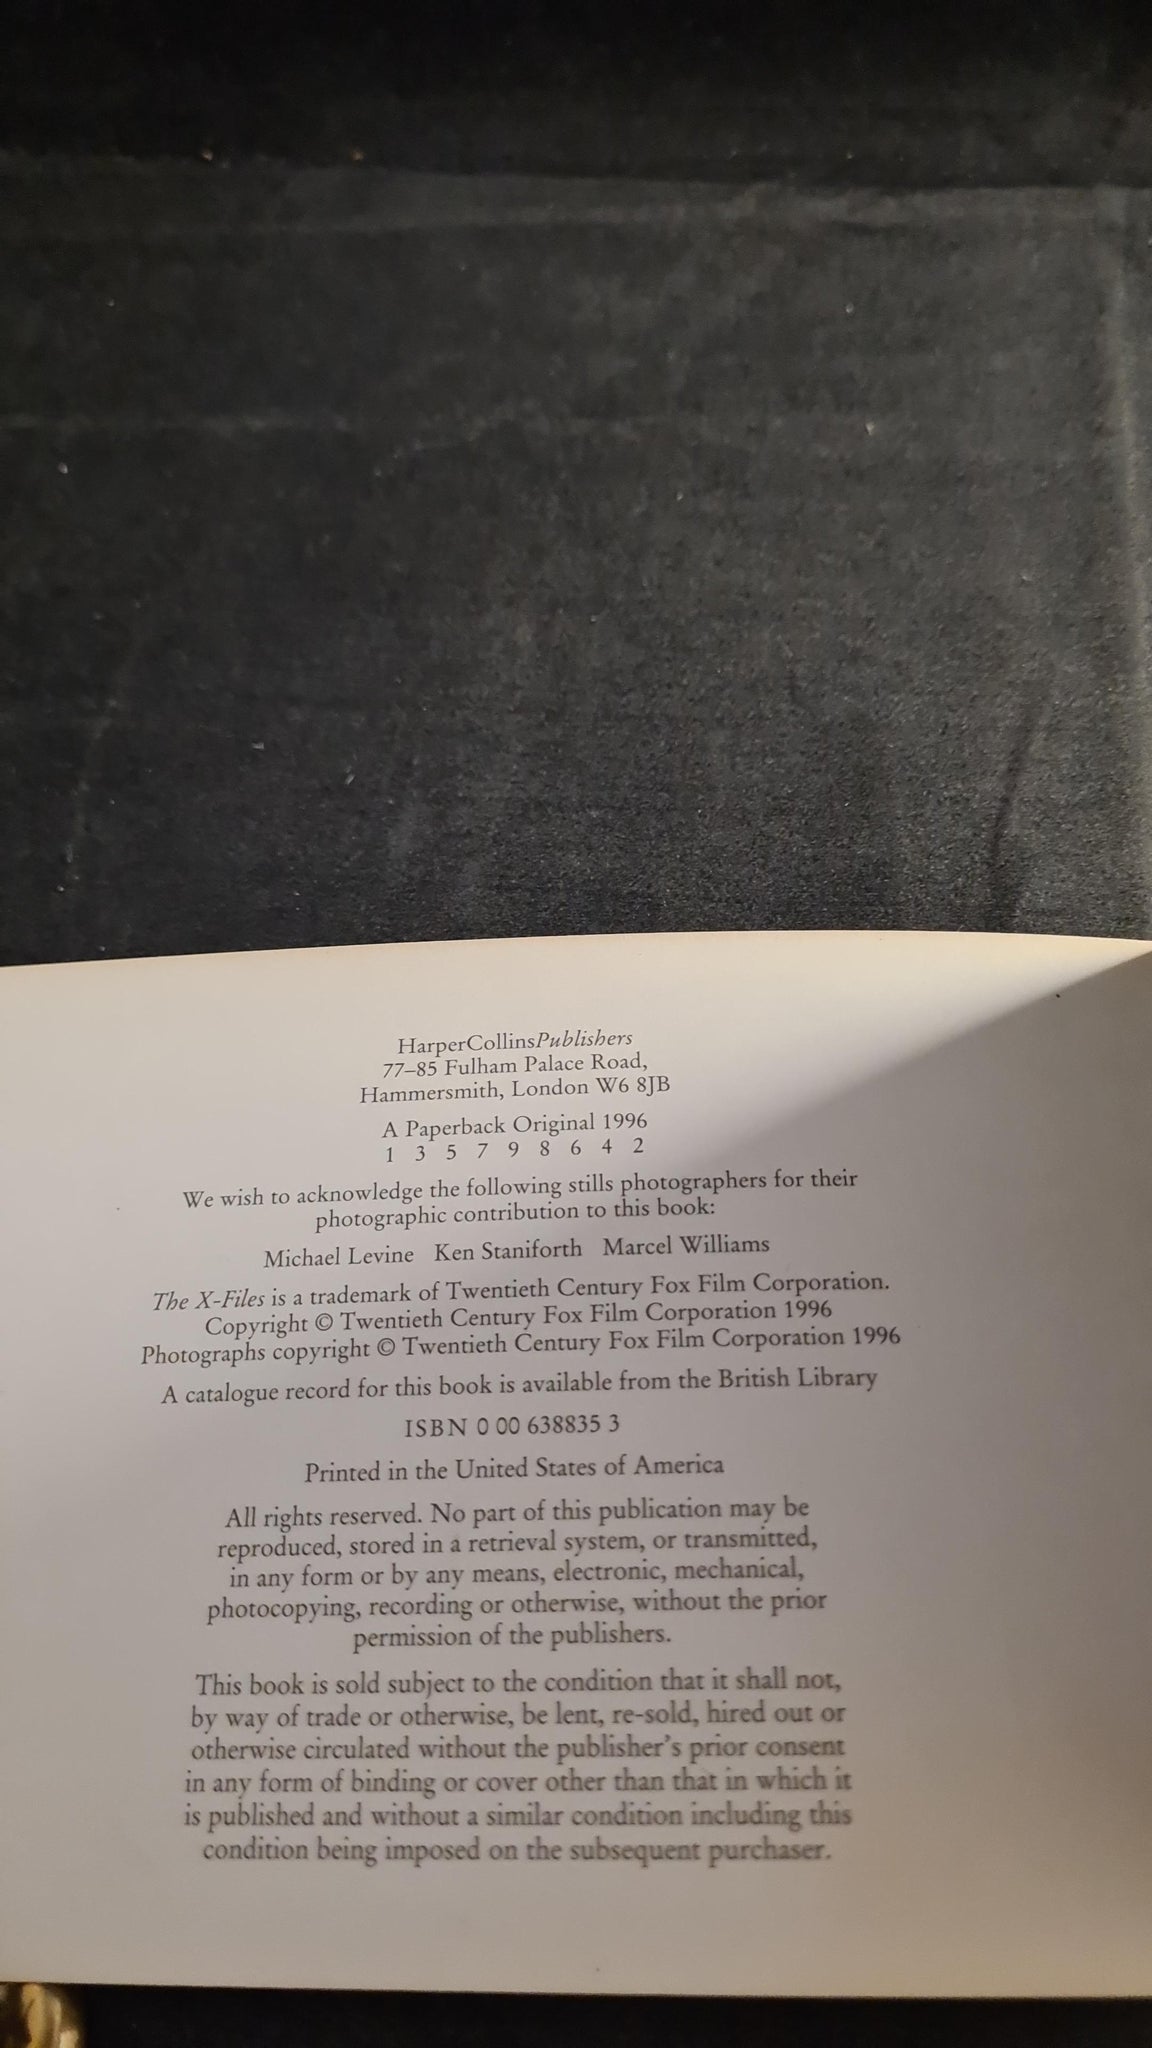 HarperCollinsPublishers
77–85 Fulham Palace Road,
Hammersmith, London W6 8JB
A Paperback Original 1996
1 3 5 7 9 8 6 4 2
We wish to acknowledge the following stills photographers for their
photographic contribution to this book:
Michael Levine Ken Staniforth Marcel Williams
The X-Files is a trademark of Twentieth Century Fox Film Corporation.
Copyright © Twentieth Century Fox Film Corporation 1996
Photographs copyright © Twentieth Century Fox Film Corporation 1996
A catalogue record for this book is available from the British Library
ISBN 0 00 638835 3
Printed in the United States of America
All rights reserved. No part of this publication may be
reproduced, stored in a retrieval system, or transmitted,
in any form or by any means, electronic, mechanical,
photocopying, recording or otherwise, without the prior
permission of the publishers.
This book is sold subject to the condition that it shall not,
by way of trade or otherwise, be lent, re-sold, hired out or
otherwise circulated without the publisher's prior consent
in any form of binding or cover other than that in which it
is published and without a similar condition including this
condition being imposed on the subsequent purchaser.